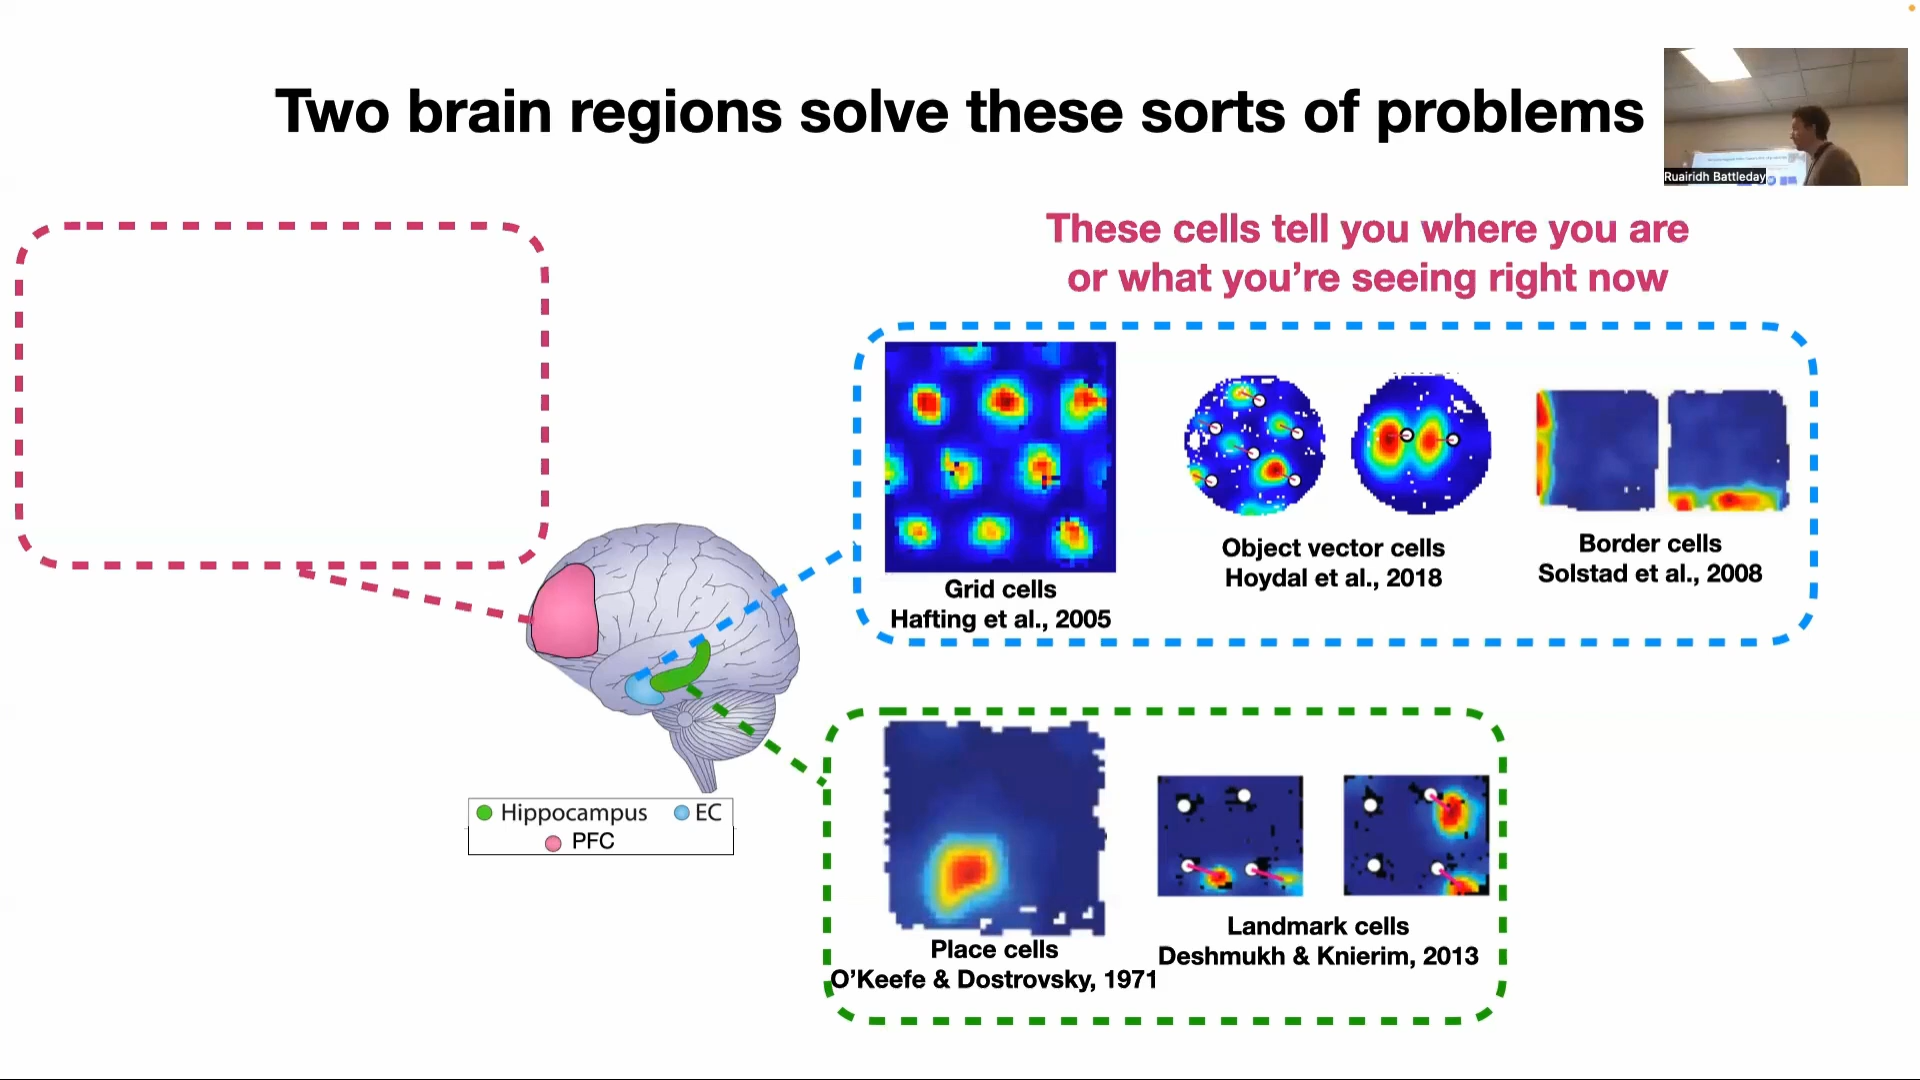 Two brain regions solve these sorts of problems
Ruairidh Battleday
These cells tell you where you are
or what you’re seeing right now
Grid cells
Hafting et al., 2005
Object vector cells
Hoydal et al., 2018
Border cells
Solstad et al., 2008
Hippocampus EC
PFC
Place cells
O’Keefe & Dostrovsky, 1971
Landmark cells
Deshmukh & Knierim, 2013